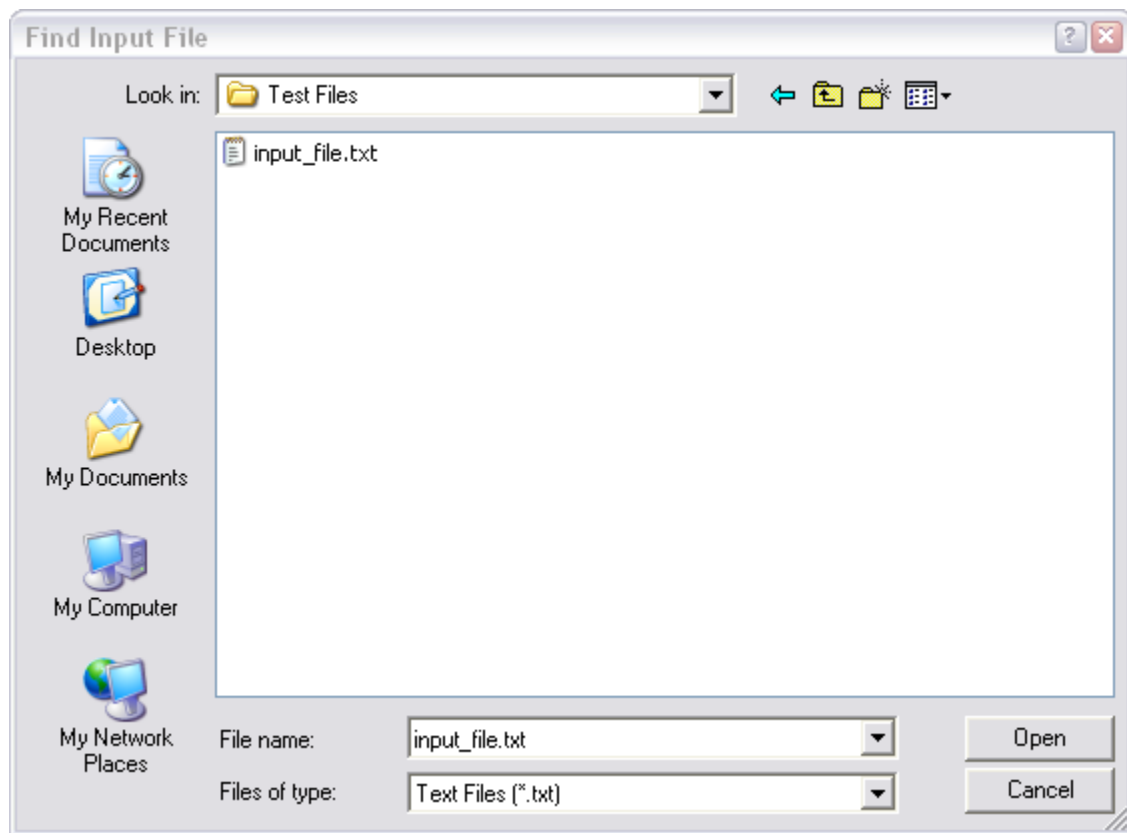 Find Input File
?
Look in:
Test Files
input_file.txt
My Recent
Documents
Desktop
My Documents
My Computer
My Network
Places
File name:
input_file.txt
Open
Files of type:
Text Files (*.txt)
Cancel